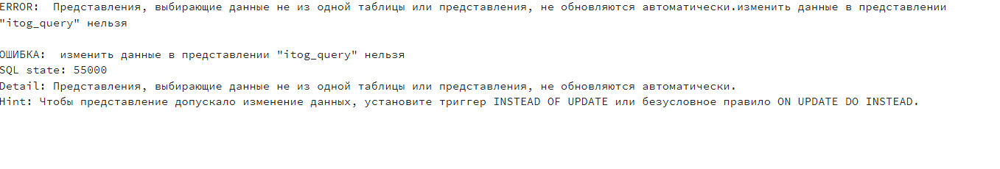 ERROR:  Представления, выбирающие данные не из одной таблицы или представления, не обновляются автоматически.изменить данные в представлении
"itog_query" нельзя
ОШИБКА:  изменить данные в представлении "itog_query" нельзя
SQL state: 55000
Detail: Представления, выбирающие данные не из одной таблицы или представления, не обновляются автоматически.
Hint: Чтобы представление допускало изменение данных, установите триггер INSTEAD OF UPDATE или безусловное правило ON UPDATE DO INSTEAD.